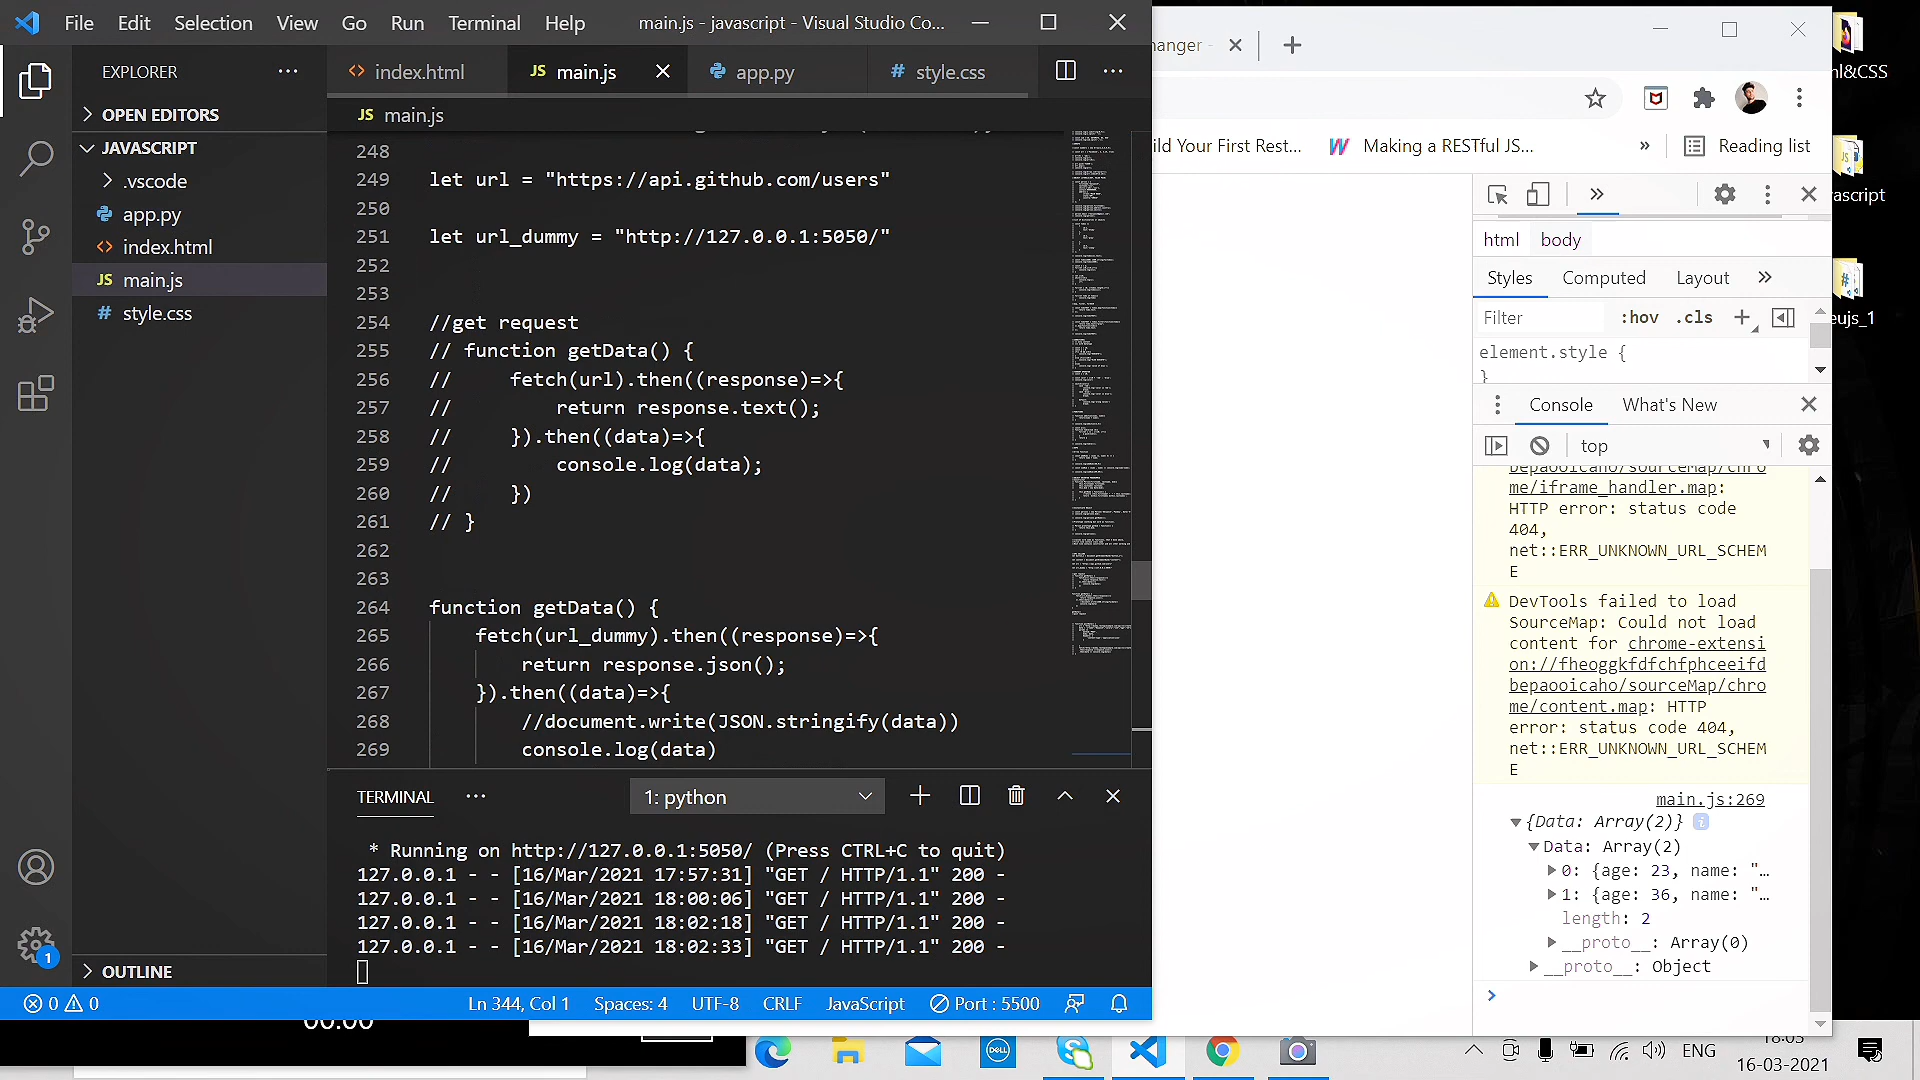 File Edit Selection View Go Run Terminal Help main.js - javascript - Visual Studio Co...
EXPLORER
OPEN EDITORS
JAVASCRIPT
.vscode
app.py
index.html
JS main.js
# style.css
OUTLINE
index.html JS main.js app.py # style.css
JS main.js
248
249 let url = "https://api.github.com/users"
250
251 let url_dummy = "http://127.0.0.1:5050/"
252
253
254 //get request
255 // function getData() {
256 // fetch(url).then((response)=>{
257 // return response.text();
258 // }).then((data)=>{
259 // console.log(data);
260 // })
261 // }
262
263
264 function getData() {
265 fetch(url_dummy).then((response)=>{
266 return response.json();
267 }).then((data)=>{
268 //document.write(JSON.stringify(data))
269 console.log(data)
TERMINAL 1: python
* Running on http://127.0.0.1:5050/ (Press CTRL+C to quit)
127.0.0.1 - - [16/Mar/2021 17:57:31] "GET / HTTP/1.1" 200 -
127.0.0.1 - - [16/Mar/2021 18:00:06] "GET / HTTP/1.1" 200 -
127.0.0.1 - - [16/Mar/2021 18:02:18] "GET / HTTP/1.1" 200 -
127.0.0.1 - - [16/Mar/2021 18:02:33] "GET / HTTP/1.1" 200 -
1
0 0 Ln 344, Col 1 Spaces: 4 UTF-8 CRLF JavaScript Port : 5500
anger -
ild Your First Rest... Making a RESTful JS... » Reading list
html body
Styles Computed Layout »
Filter :hov .cls +
element.style {
}
Console What's New
top
bepaooicaho/sourceMap/chro
me/iframe_handler.map:
HTTP error: status code
404,
net::ERR_UNKNOWN_URL_SCHEM
E
DevTools failed to load
SourceMap: Could not load
content for chrome-extensi
on://fheoggkfdfchfphceeifd
bepaooicaho/sourceMap/chro
me/content.map: HTTP
error: status code 404,
net::ERR_UNKNOWN_URL_SCHEM
E
main.js:269
{Data: Array(2)} i
Data: Array(2)
0: {age: 23, name: "…
1: {age: 36, name: "…
length: 2
__proto__: Array(0)
__proto__: Object
nl&CSS
ascript
eujs_1
00:00
DELL
ENG
18:03
16-03-2021